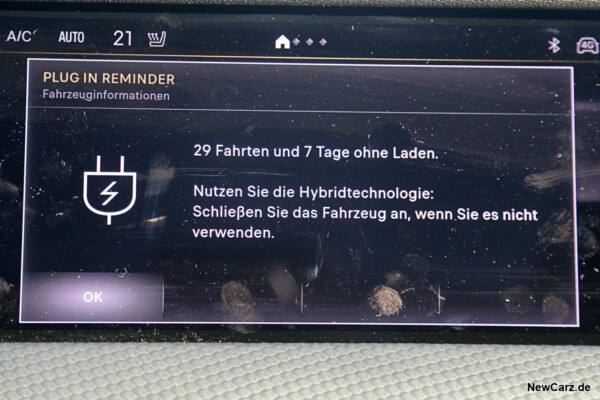 A/C AUTO 21
4G
PLUG IN REMINDER
Fahrzeuginformationen
29 Fahrten und 7 Tage ohne Laden.
Nutzen Sie die Hybridtechnologie:
Schließen Sie das Fahrzeug an, wenn Sie es nicht
verwenden.
OK
NewCarz.de